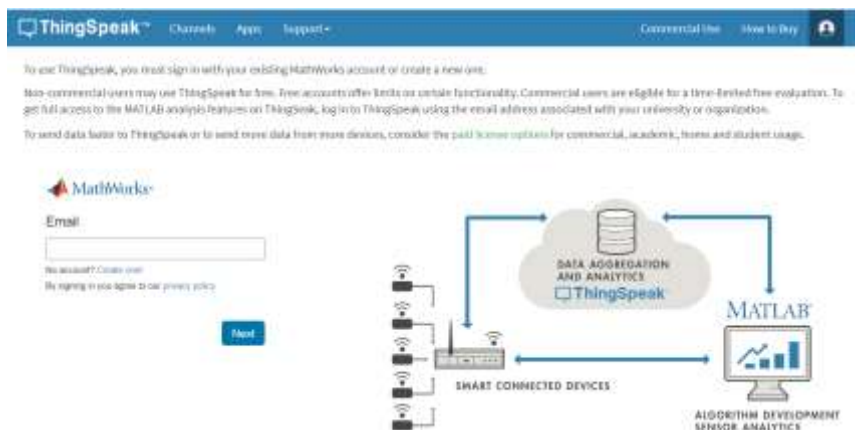 ThingSpeak™ Channels Apps Support Commercial Use How to Buy
To use ThingSpeak, you must sign in with your existing MathWorks account or create a new one.
Non-commercial users may use ThingSpeak for free. Free accounts offer limits on certain functionality. Commercial users are eligible for a time-limited free evaluation. To
get full access to the MATLAB analysis features on ThingSpeak, log in to ThingSpeak using the email address associated with your university or organization.
To send data faster to ThingSpeak or to send more data from more devices, consider the paid license options for commercial, academic, home and student usage.
MathWorks®
Email
No account? Create one!
By signing in you agree to our privacy policy.
Next
DATA AGGREGATION
AND ANALYTICS
ThingSpeak
MATLAB
SMART CONNECTED DEVICES
ALGORITHM DEVELOPMENT
SENSOR ANALYTICS